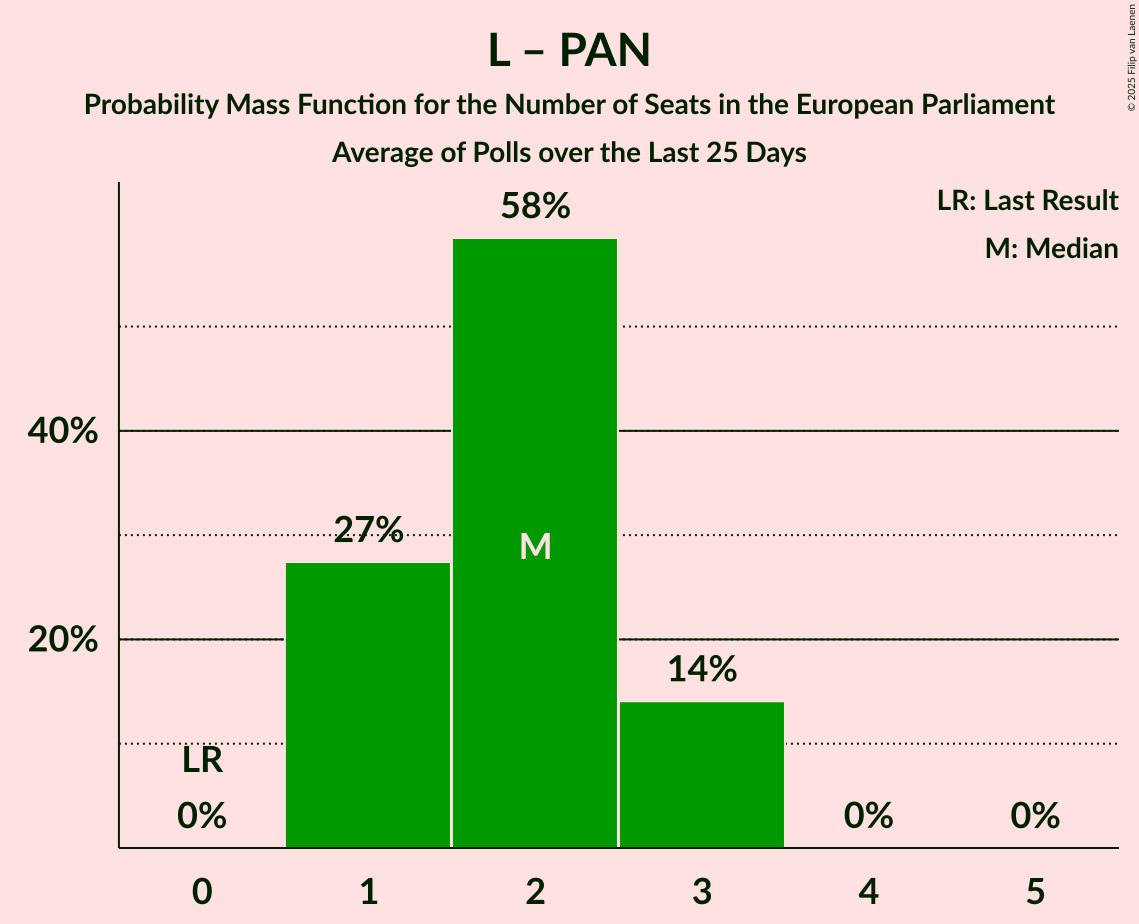 L – PAN
Probability Mass Function for the Number of Seats in the European Parliament
Average of Polls over the Last 25 Days
© 2025 Filip van Laenen
LR: Last Result
M: Median
58%
40%
27%
M
20%
14%
LR
0%
0%
0%
0
1
2
3
4
5